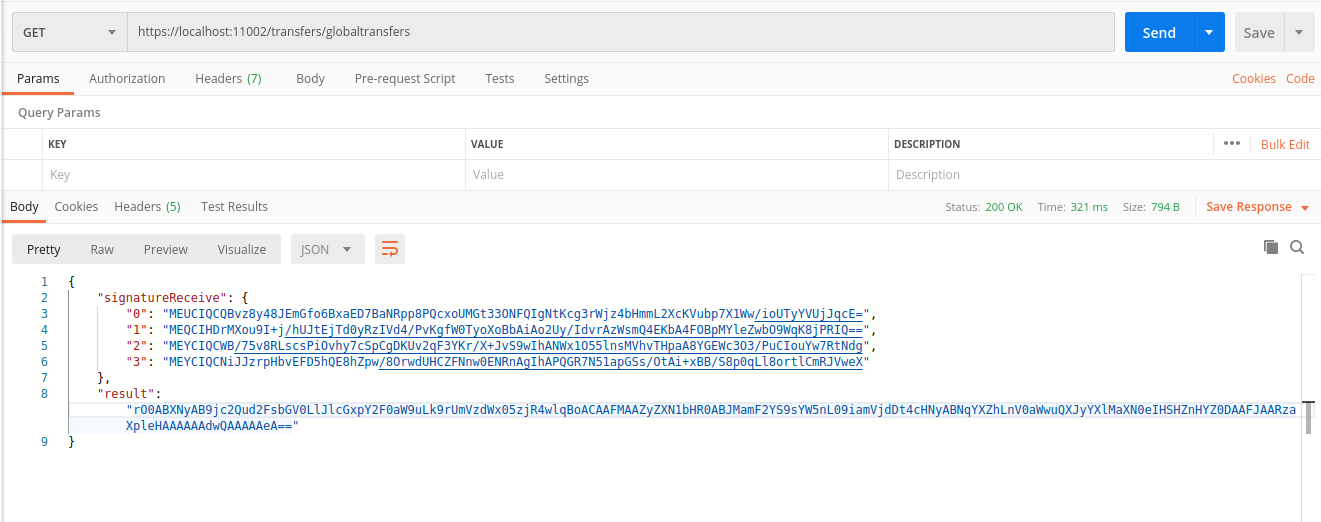 GET https://localhost:11002/transfers/globaltransfers Send Save
Params Authorization Headers (7) Body Pre-request Script Tests Settings Cookies Code
Query Params
KEY VALUE DESCRIPTION ••• Bulk Edit
Key Value Description
Body Cookies Headers (5) Test Results Status: 200 OK Time: 321 ms Size: 794 B Save Response
Pretty Raw Preview Visualize JSON
1 {
2 "signatureReceive": {
3 "0": "MEUCIQCQBvz8y48JEmGfo6BxaED7BaNRpp8PQcxoUMGt33ONFQIgNtKcg3rWjz4bHmmL2XcKVubp7X1Ww/ioUTyYVUjJqcE=",
4 "1": "MEQCIHDrMXou9I+j/hUJtEjTd0yRzIVd4/PvKgfW0TyoXoBbAiAo2Uy/IdvrAzWsmQ4EKbA4FOBpMYleZwbO9WqK8jPRIQ==",
5 "2": "MEYCIQCWB/75v8RLscsPiOvhy7cSpCgDKUv2qF3YKr/X+JvS9wIhANWx1O55lnsMVhvTHpaA8YGEWc3O3/PuCIouYw7RtNdg",
6 "3": "MEYCIQCNiJJzrpHbvEFD5hQE8hZpw/8OrwdUHCZFNnw0ENRnAgIhAPQGR7N51apGSs/OtAi+xBB/S8p0qLl8ortlCmRJVweX"
7 },
8 "result":
"rO0ABXNyAB9jc2Qud2FsbGV0LlJlcGxpY2F0aW9uLk9rUmVzdWx05zjR4wlqBoACAAFMAAZyZXN1bHR0ABJMamF2YS9sYW5nL09iamVjdDt4cHNyABNqYXZhLnV0aWwuQXJyYXlMaXN0eIHSHZnHYZ0DAAFJAARza
XpleHAAAAAAdwQAAAAAeA=="
9 }